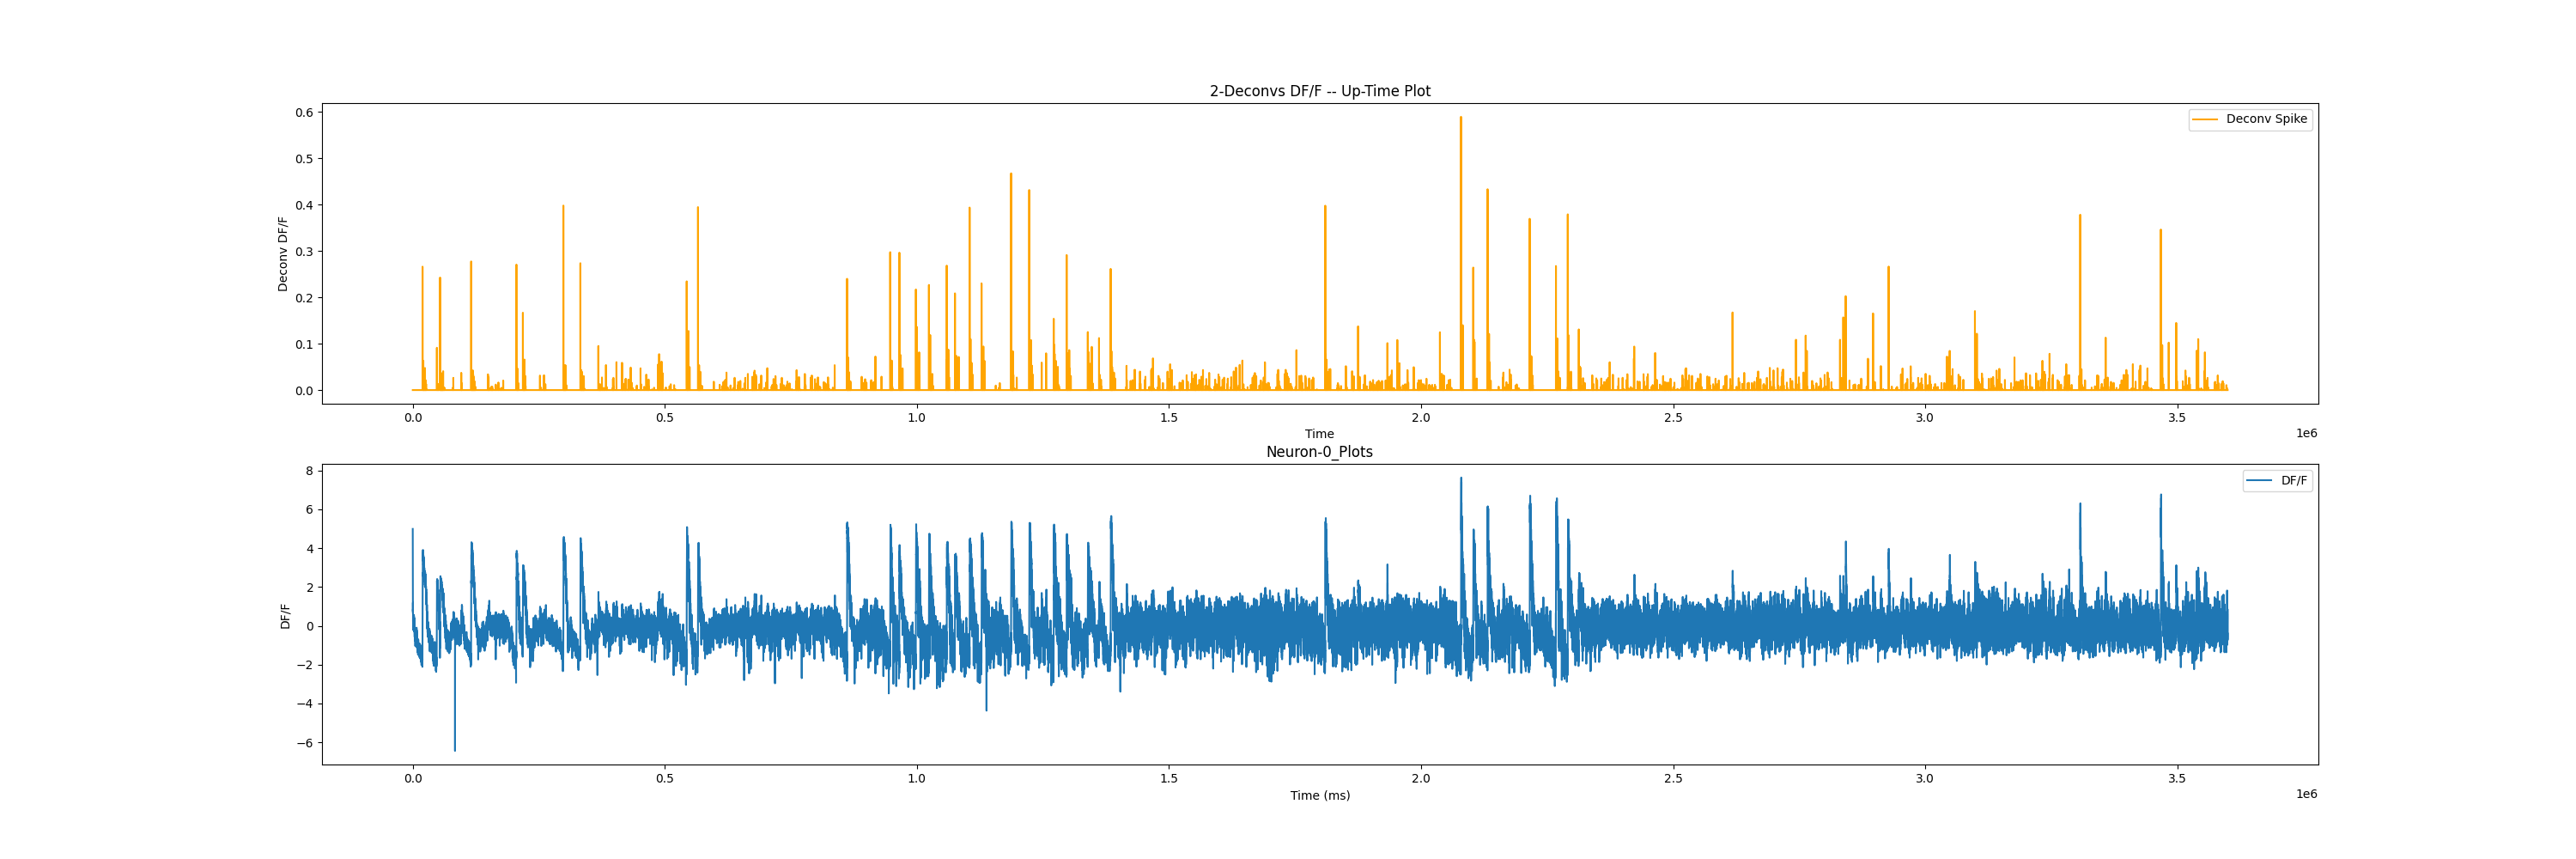 2-Deconvs DF/F -- Up-Time Plot
0.6
0.5
0.4
0.3
0.2
0.1
0.0
Deconv DF/F
Deconv Spike
0.0 0.5 1.0 1.5 2.0 2.5 3.0 3.5
Time
1e6
Neuron-0_Plots
8
6
4
2
0
−2
−4
−6
DF/F
DF/F
0.0 0.5 1.0 1.5 2.0 2.5 3.0 3.5
Time (ms)
1e6